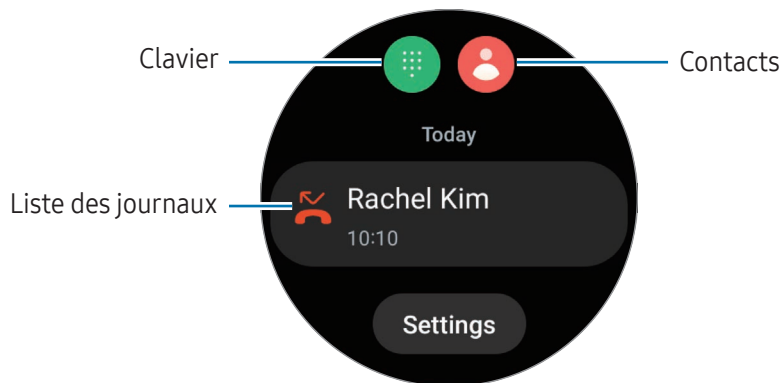 Clavier
Contacts
Today
Liste des journaux
Rachel Kim
10:10
Settings